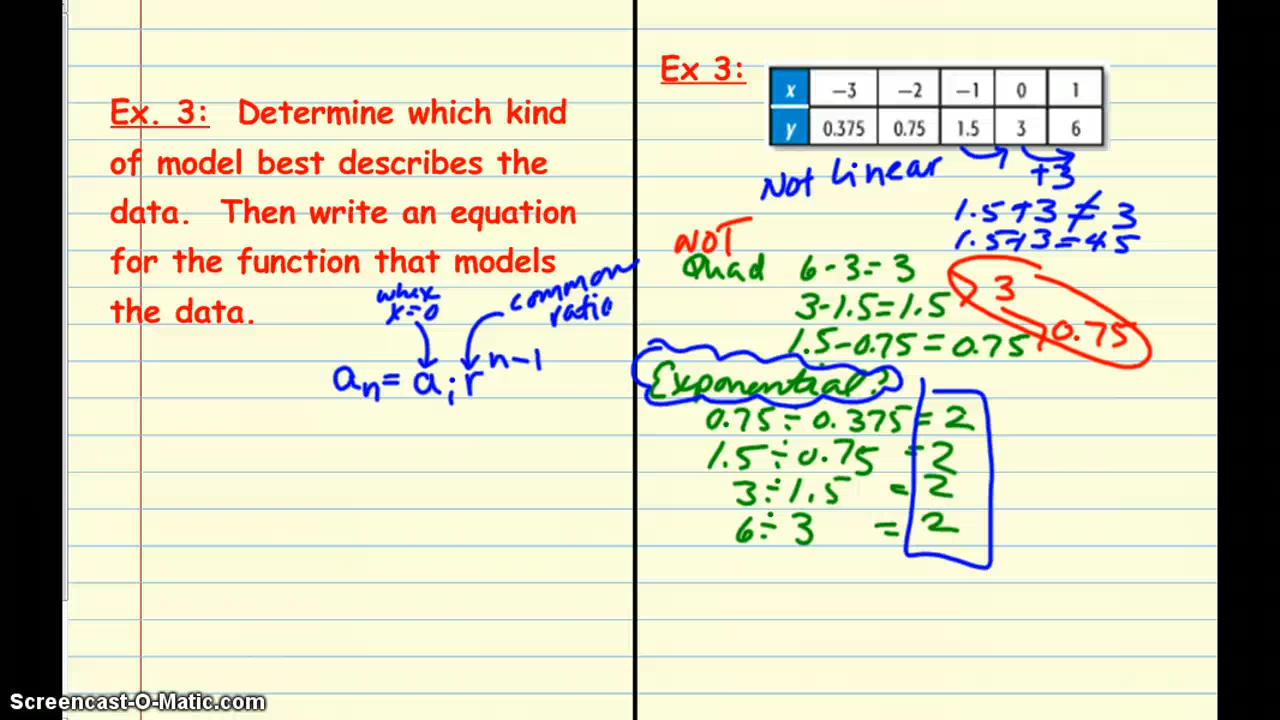 Ex. 3: Determine which kind
of model best describes the
data. Then write an equation
for the function that models
the data.
when
x=0
common
ratio
aₙ = a₁ r^(n-1)
Ex 3:
x -3 -2 -1 0 1
y 0.375 0.75 1.5 3 6
Not Linear
+3
1.5+3 ≠ 3
1.5+3=4.5
NOT
Quad 6-3=3
3-1.5=1.5
1.5-0.75=0.75
3
0.75
Exponential?
0.75÷0.375=2
1.5÷0.75=2
3÷1.5=2
6÷3=2
Screencast-O-Matic.com